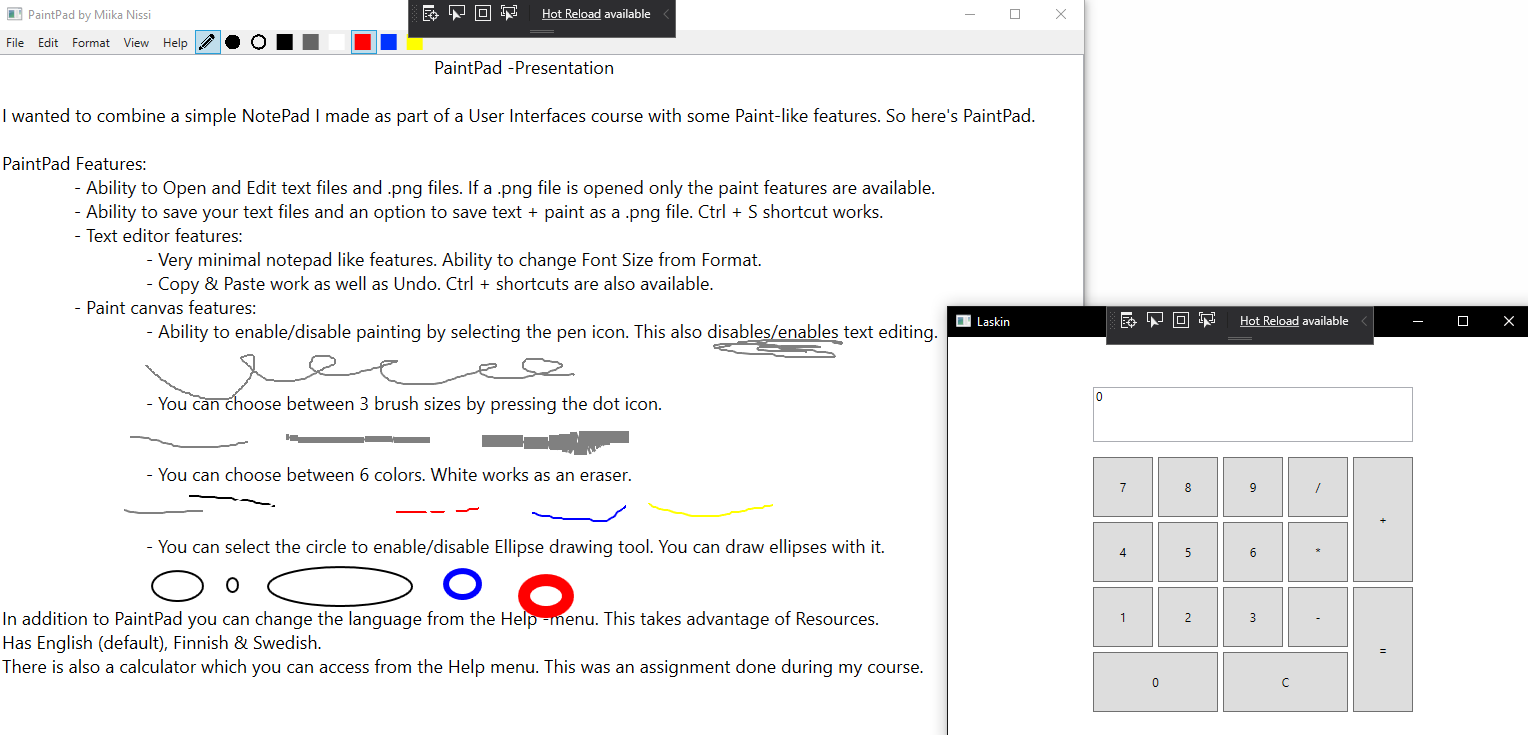 PaintPad by Miika Nissi
Hot Reload available
File Edit Format View Help
PaintPad -Presentation
I wanted to combine a simple NotePad I made as part of a User Interfaces course with some Paint-like features. So here's PaintPad.
PaintPad Features:
- Ability to Open and Edit text files and .png files. If a .png file is opened only the paint features are available.
- Ability to save your text files and an option to save text + paint as a .png file. Ctrl + S shortcut works.
- Text editor features:
- Very minimal notepad like features. Ability to change Font Size from Format.
- Copy & Paste work as well as Undo. Ctrl + shortcuts are also available.
- Paint canvas features:
- Ability to enable/disable painting by selecting the pen icon. This also disables/enables text editing.
- You can choose between 3 brush sizes by pressing the dot icon.
- You can choose between 6 colors. White works as an eraser.
- You can select the circle to enable/disable Ellipse drawing tool. You can draw ellipses with it.
In addition to PaintPad you can change the language from the Help -menu. This takes advantage of Resources.
Has English (default), Finnish & Swedish.
There is also a calculator which you can access from the Help menu. This was an assignment done during my course.
Laskin
Hot Reload available
0
7 8 9 / +
4 5 6 *
1 2 3 - =
0 C